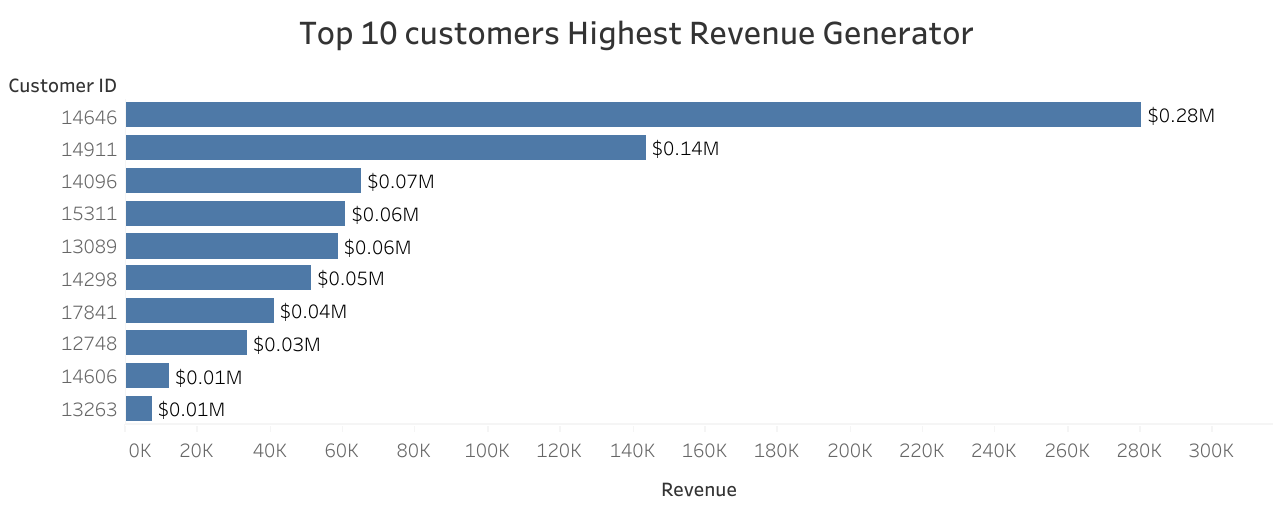 Top 10 customers Highest Revenue Generator
Customer ID
14646 $0.28M
14911 $0.14M
14096 $0.07M
15311 $0.06M
13089 $0.06M
14298 $0.05M
17841 $0.04M
12748 $0.03M
14606 $0.01M
13263 $0.01M
0K 20K 40K 60K 80K 100K 120K 140K 160K 180K 200K 220K 240K 260K 280K 300K
Revenue